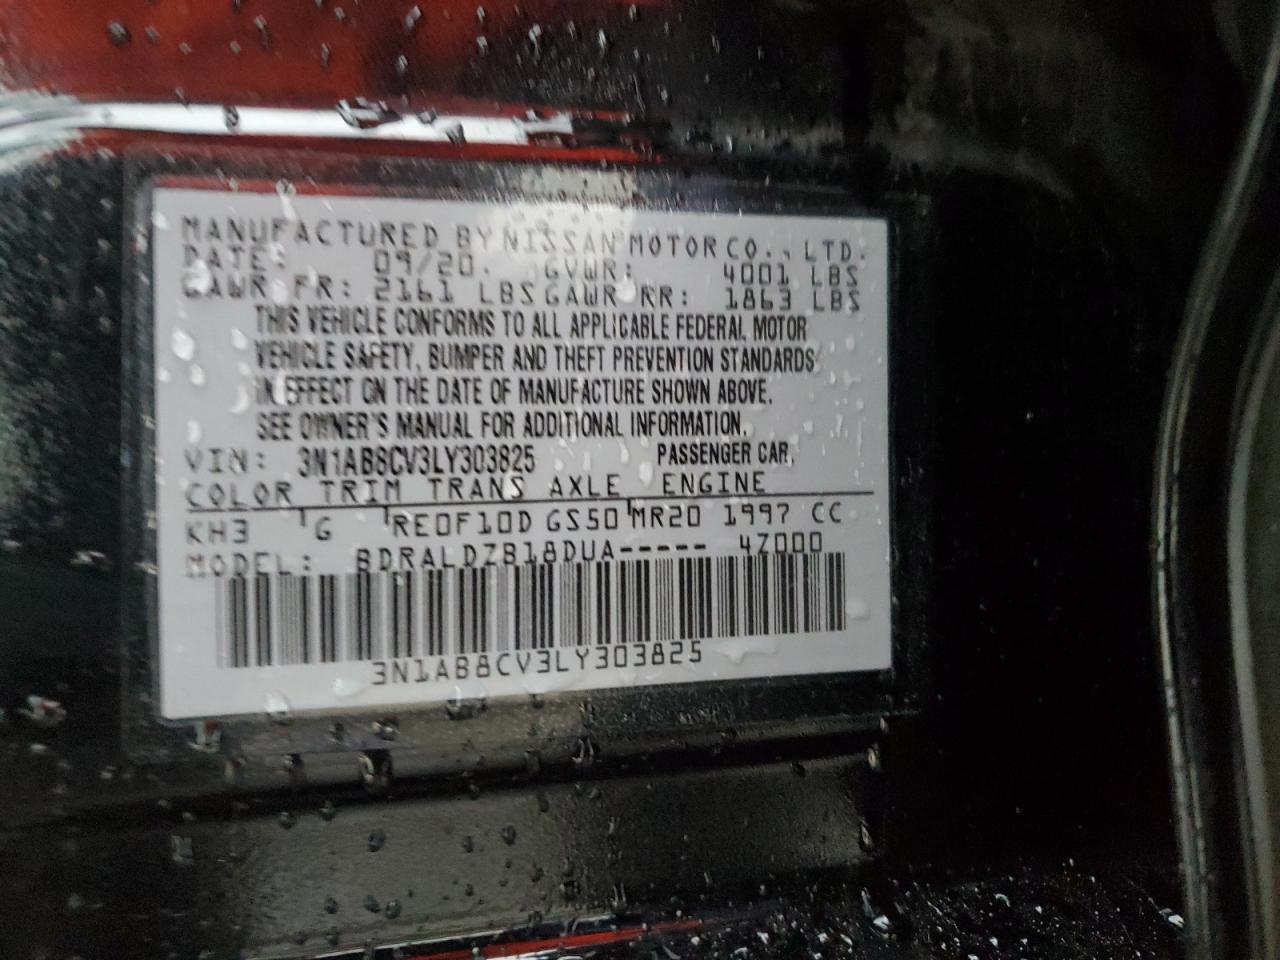 MANUFACTURED BY NISSAN MOTOR CO., LTD.
DATE: 09/20. GVWR: 4001 LBS
GAWR FR: 2161 LBS GAWR RR: 1863 LBS
THIS VEHICLE CONFORMS TO ALL APPLICABLE FEDERAL MOTOR
VEHICLE SAFETY, BUMPER AND THEFT PREVENTION STANDARDS
IN EFFECT ON THE DATE OF MANUFACTURE SHOWN ABOVE.
SEE OWNER'S MANUAL FOR ADDITIONAL INFORMATION.
VIN: 3N1AB8CV3LY303825 PASSENGER CAR.
COLOR TRIM TRANS AXLE ENGINE
KH3 G RE0F10D GS50 MR20 1997 CC
MODEL: BDRALDZB18DUA----- 4Z000
3N1AB8CV3LY303825